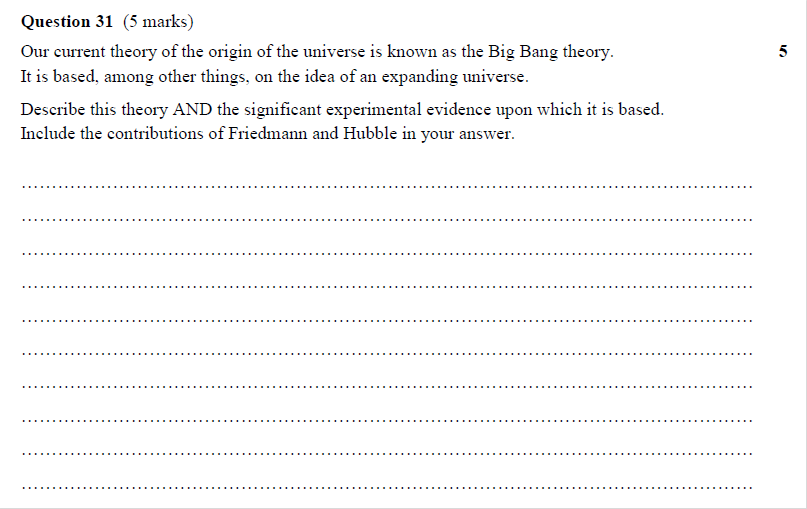 Question 31 (5 marks)
Our current theory of the origin of the universe is known as the Big Bang theory. 5
It is based, among other things, on the idea of an expanding universe.
Describe this theory AND the significant experimental evidence upon which it is based.
Include the contributions of Friedmann and Hubble in your answer.